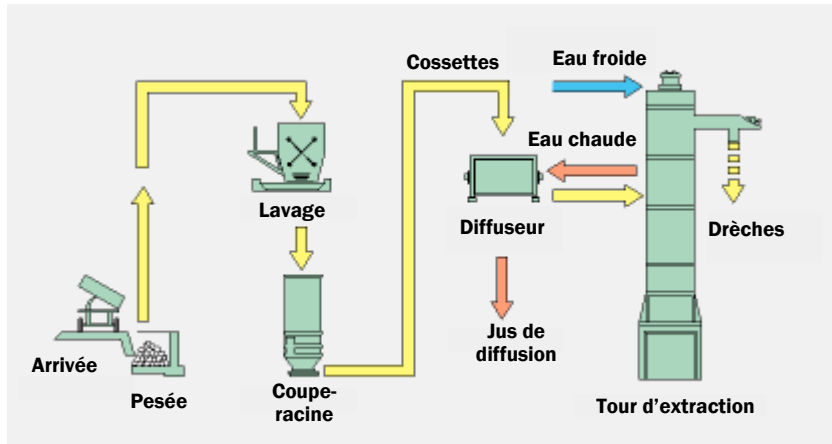 Cossettes
Eau froide
Eau chaude
Lavage
Diffuseur
Drèches
Jus de
diffusion
Arrivée
Pesée
Coupe-
racine
Tour d'extraction